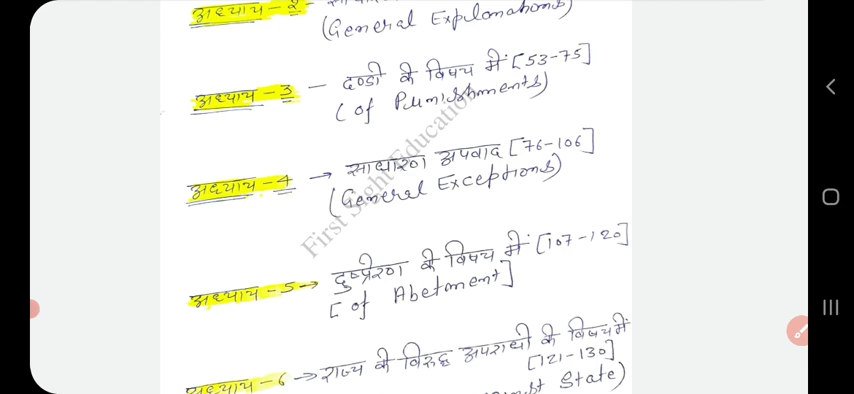 अध्याय - 2
(General Explanations)
अध्याय - 3 - दण्डो के विषय में [53-75]
(of Punishments)
अध्याय - 4 → साधारण अपवाद [76-106]
(General Exceptions)
First Sight Education
अध्याय - 5 → दुष्प्रेरण के विषय में [107-120]
[of Abetment]
अध्याय - 6 → राज्य के विरुद्ध अपराधो के विषय में
[121-130]
State)